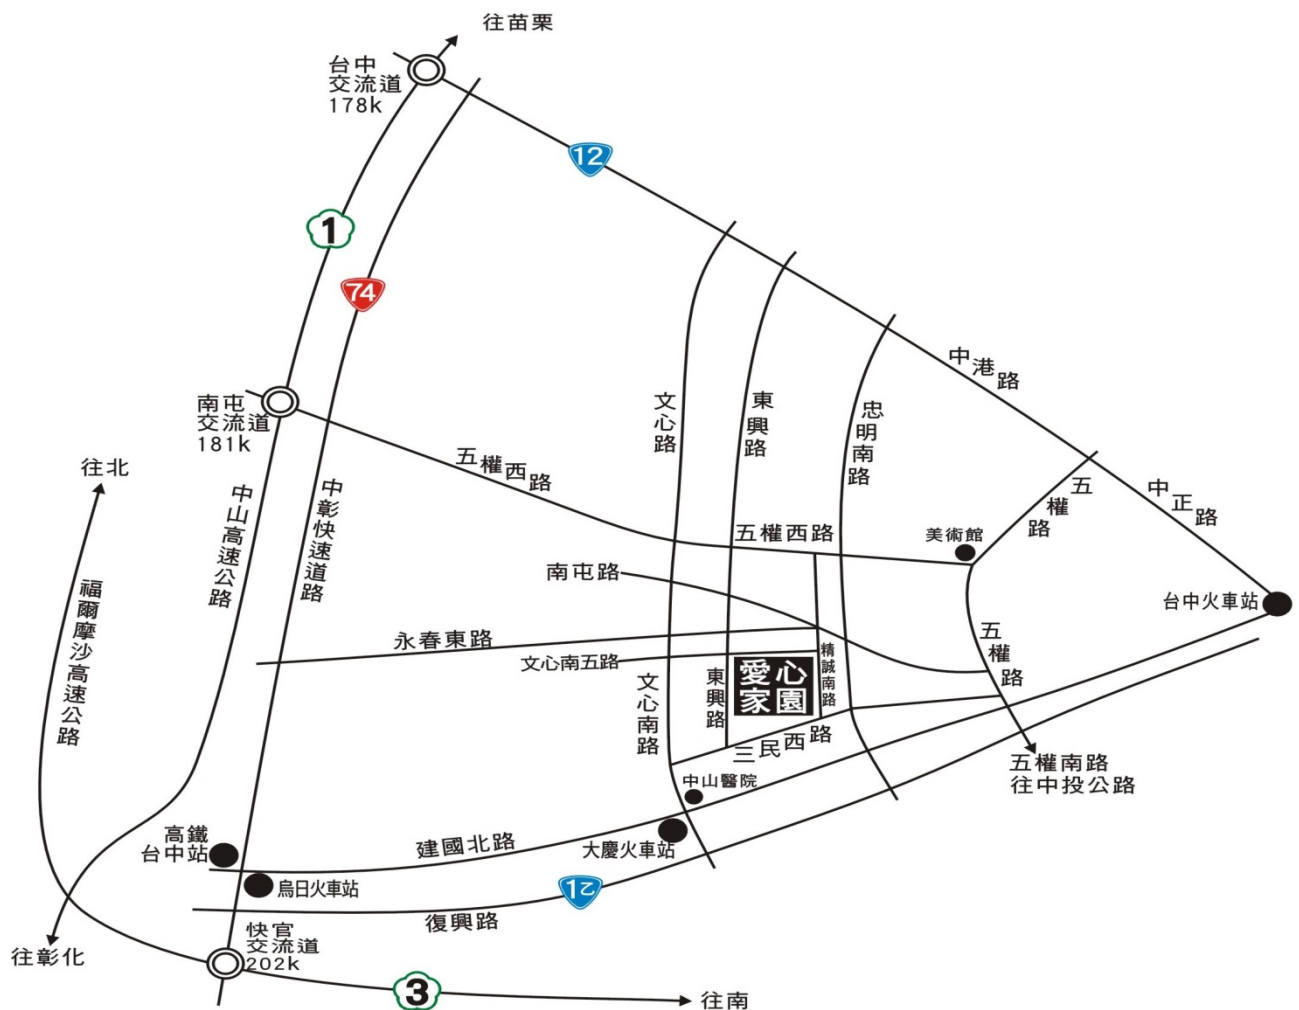 往苗栗
台中
交流道
178k
12
1
74
中港路
文心路
東興路
忠明南路
南屯
交流道
181k
往北
中山高速公路
中彰快速道路
五權西路
五權路
中正路
五權西路
美術館
南屯路
福爾摩沙高速公路
台中火車站
永春東路
文心南五路
精誠南路
五權路
愛心
家園
東興路
文心南路
三民西路
五權南路
往中投公路
中山醫院
高鐵
台中站
建國北路
大慶火車站
烏日火車站
1乙
復興路
快官
交流道
202k
往彰化
3
往南